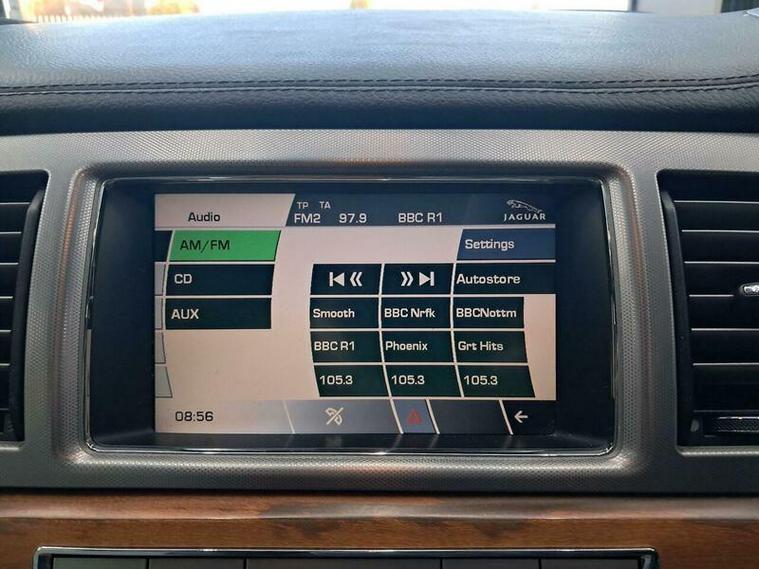 Audio
TP TA
FM2 97.9 BBC R1
JAGUAR
AM/FM
Settings
CD
Autostore
AUX
Smooth BBC Nrfk BBCNottm
BBC R1 Phoenix Grt Hits
105.3 105.3 105.3
08:56